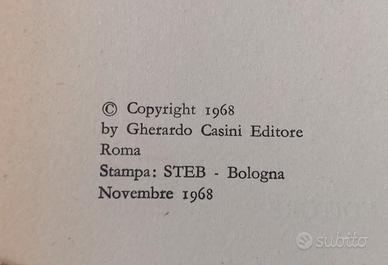 © Copyright 1968
by Gherardo Casini Editore
Roma
Stampa: STEB - Bologna
Novembre 1968
subito